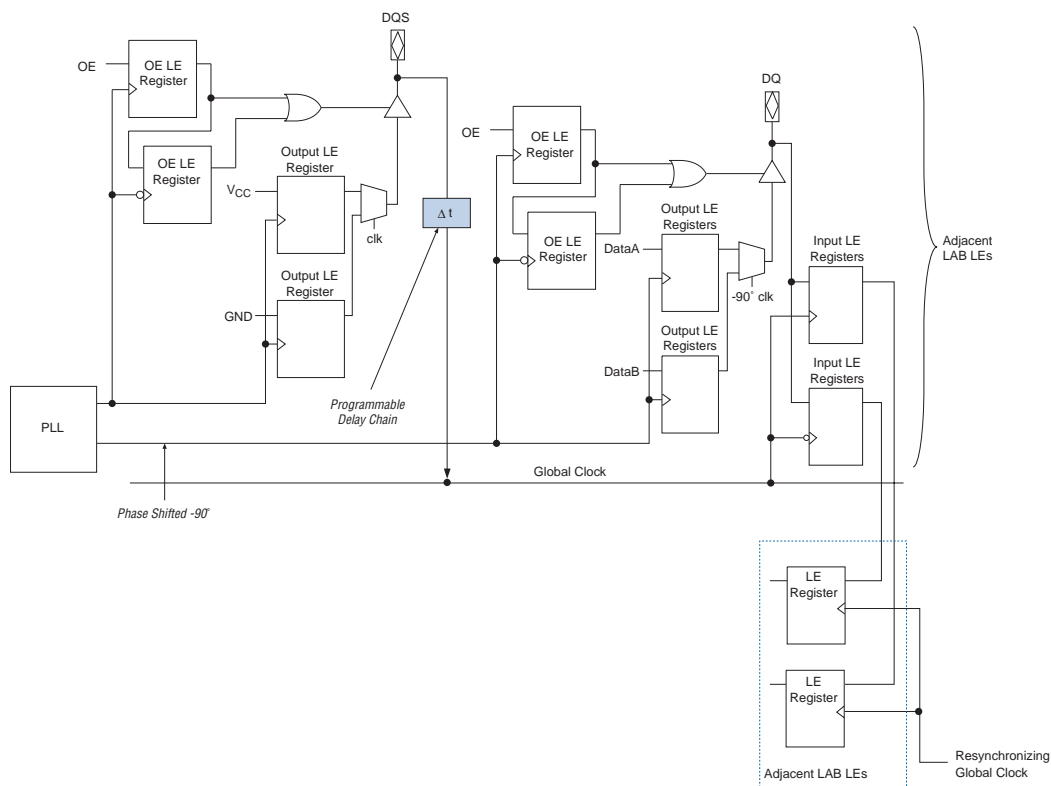 DQS
OE
OE LE
Register
OE LE
Register
Output LE
Register
VCC
clk
Output LE
Register
GND
Δ t
Programmable
Delay Chain
PLL
Phase Shifted -90°
DQ
OE
OE LE
Register
OE LE
Register
Output LE
Registers
DataA
-90° clk
Output LE
Registers
DataB
Input LE
Registers
Input LE
Registers
Adjacent
LAB LEs
Global Clock
LE
Register
LE
Register
Adjacent LAB LEs
Resynchronizing
Global Clock